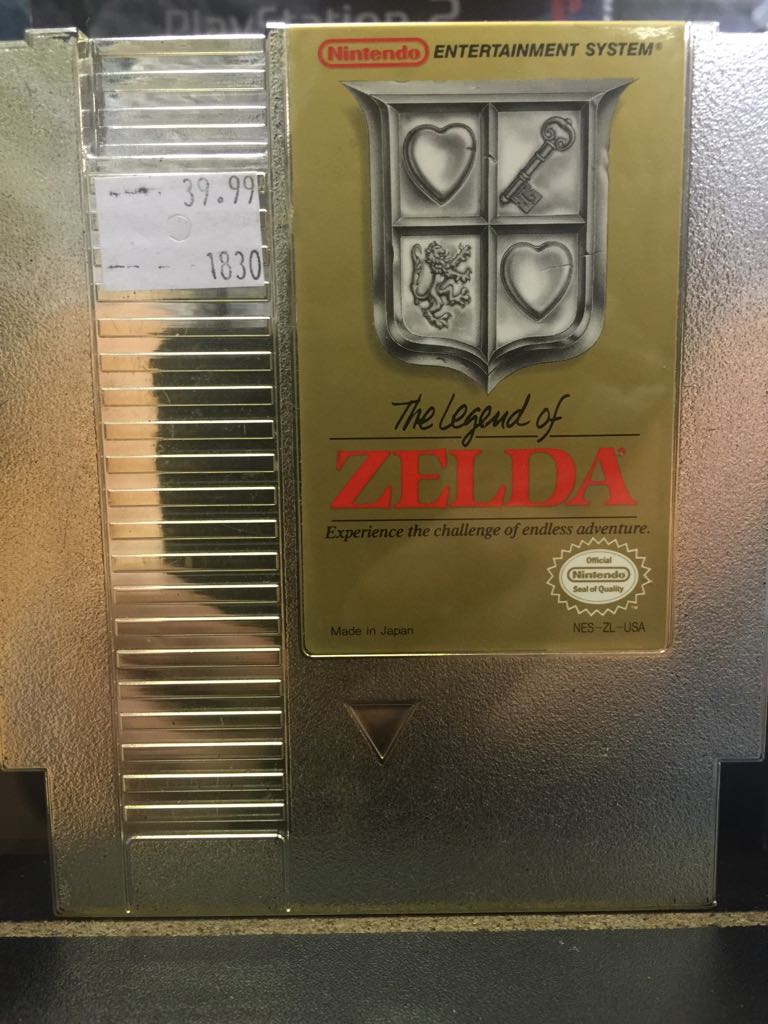 PlayStation 2
Nintendo ENTERTAINMENT SYSTEM®
39.99
1830
The Legend of
ZELDA
Experience the challenge of endless adventure.
Official
Nintendo
Seal of Quality
Made in Japan
NES-ZL-USA